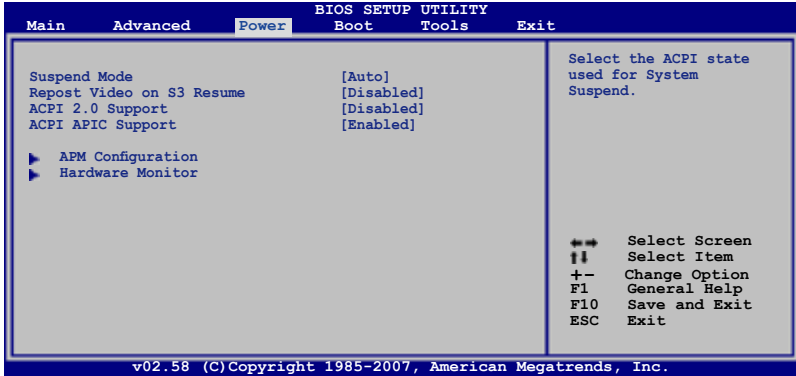 BIOS SETUP UTILITY
Main Advanced Power Boot Tools Exit
Suspend Mode [Auto]
Repost Video on S3 Resume [Disabled]
ACPI 2.0 Support [Disabled]
ACPI APIC Support [Enabled]
APM Configuration
Hardware Monitor
Select the ACPI state
used for System
Suspend.
Select Screen
Select Item
+- Change Option
F1 General Help
F10 Save and Exit
ESC Exit
v02.58 (C)Copyright 1985-2007, American Megatrends, Inc.